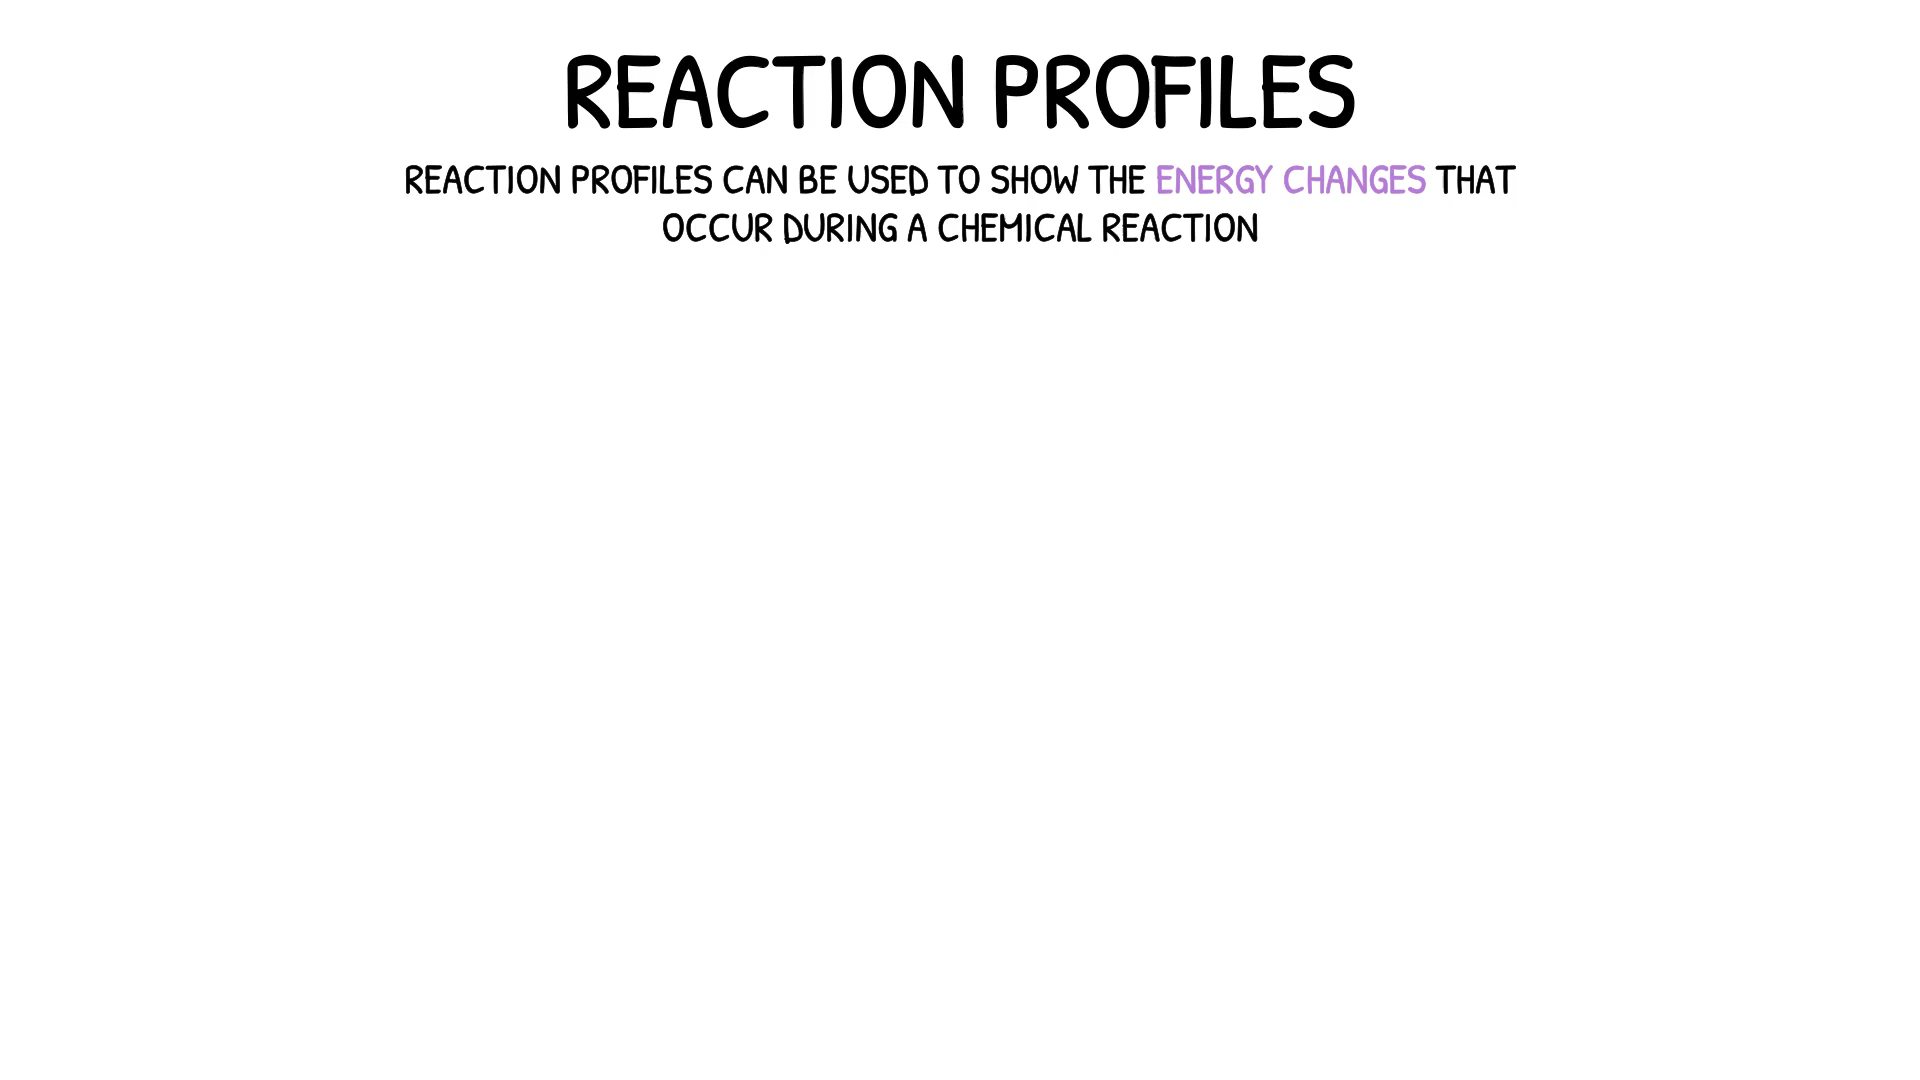 REACTION PROFILES
REACTION PROFILES CAN BE USED TO SHOW THE ENERGY CHANGES THAT
OCCUR DURING A CHEMICAL REACTION